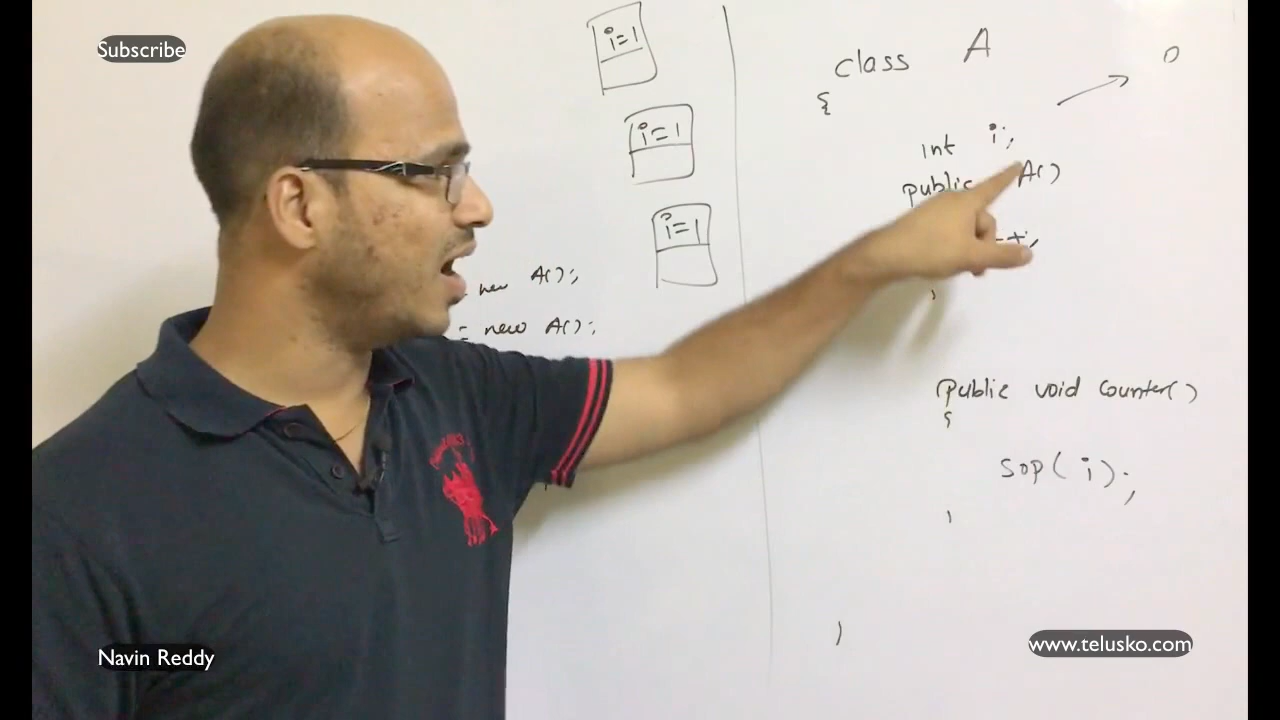 Subscribe
i=1
i=1
i=1
new A();
= new A();
class A
{
0
int i;
public A()
+;
}
public void counter()
{
sop( i );
}
}
Navin Reddy
www.telusko.com